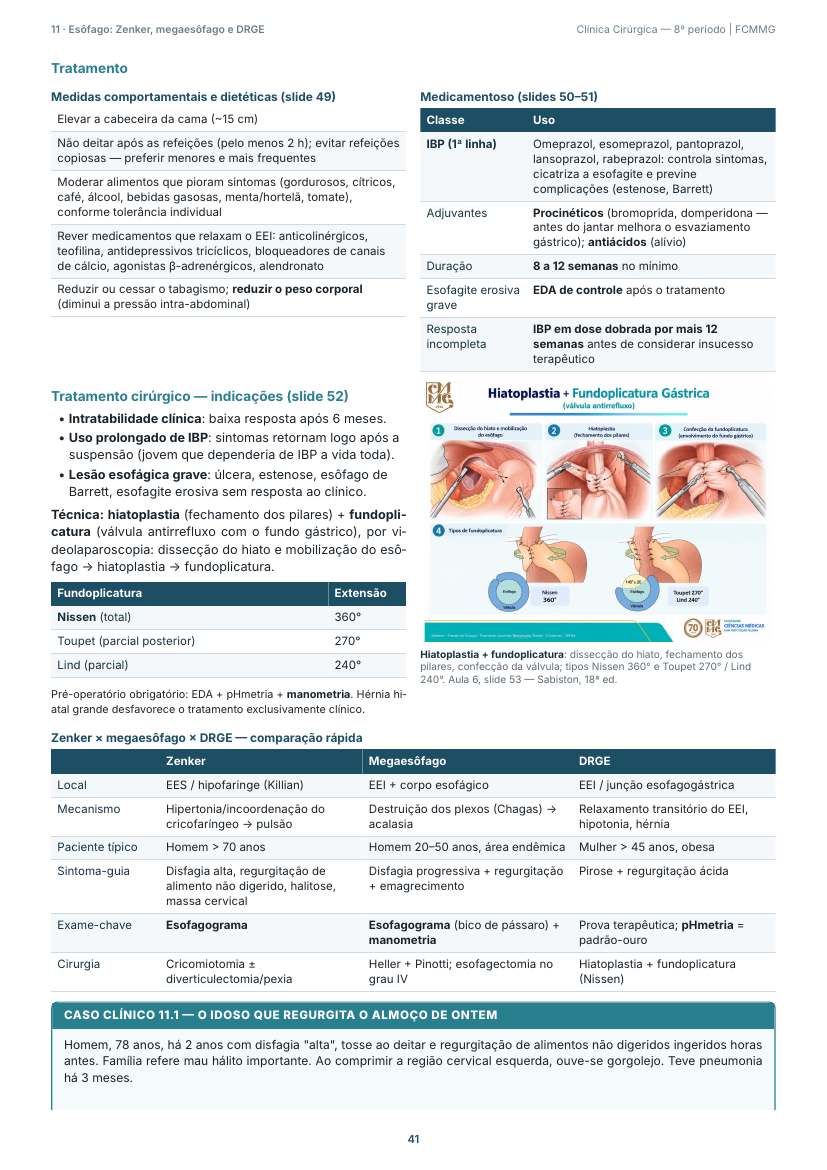 11 · Esôfago: Zenker, megaesôfago e DRGE
Clínica Cirúrgica — 8º período | FCMMG
Tratamento
Medidas comportamentais e dietéticas (slide 49)
Elevar a cabeceira da cama (~15 cm)
Não deitar após as refeições (pelo menos 2 h); evitar refeições
copiosas — preferir menores e mais frequentes
Moderar alimentos que pioram sintomas (gordurosos, cítricos,
café, álcool, bebidas gasosas, menta/hortelã, tomate),
conforme tolerância individual
Rever medicamentos que relaxam o EEI: anticolinérgicos,
teofilina, antidepressivos tricíclicos, bloqueadores de canais
de cálcio, agonistas β-adrenérgicos, alendronato
Reduzir ou cessar o tabagismo; reduzir o peso corporal
(diminui a pressão intra-abdominal)
Medicamentoso (slides 50–51)
Classe Uso
IBP (1ª linha) Omeprazol, esomeprazol, pantoprazol,
lansoprazol, rabeprazol: controla sintomas,
cicatriza a esofagite e previne
complicações (estenose, Barrett)
Adjuvantes Procinéticos (bromoprida, domperidona —
antes do jantar melhora o esvaziamento
gástrico); antiácidos (alívio)
Duração 8 a 12 semanas no mínimo
Esofagite erosiva EDA de controle após o tratamento
grave
Resposta IBP em dose dobrada por mais 12
incompleta semanas antes de considerar insucesso
terapêutico
Tratamento cirúrgico — indicações (slide 52)
• Intratabilidade clínica: baixa resposta após 6 meses.
• Uso prolongado de IBP: sintomas retornam logo após a
suspensão (jovem que dependeria de IBP a vida toda).
• Lesão esofágica grave: úlcera, estenose, esôfago de
Barrett, esofagite erosiva sem resposta ao clínico.
Técnica: hiatoplastia (fechamento dos pilares) + fundopli-
catura (válvula antirrefluxo com o fundo gástrico), por vi-
deolaparoscopia: dissecção do hiato e mobilização do esô-
fago → hiatoplastia → fundoplicatura.
Fundoplicatura Extensão
Nissen (total) 360°
Toupet (parcial posterior) 270°
Lind (parcial) 240°
Pré-operatório obrigatório: EDA + pHmetria + manometria. Hérnia hi-
atal grande desfavorece o tratamento exclusivamente clínico.
Hiatoplastia + Fundoplicatura Gástrica
(válvula antirrefluxo)
1 Dissecção do hiato e mobilização
do esôfago
2 Hiatoplastia
(fechamento dos pilares)
3 Confecção da fundoplicatura
(envolvimento do fundo gástrico)
4 Tipos de fundoplicatura
Esôfago
Válvula
Nissen
360°
Esôfago
Válvula
Toupet 270°
Lind 240°
70
CIÊNCIAS MÉDICAS
Hiatoplastia + fundoplicatura: dissecção do hiato, fechamento dos
pilares, confecção da válvula; tipos Nissen 360° e Toupet 270° / Lind
240°. Aula 6, slide 53 — Sabiston, 18ª ed.
Zenker × megaesôfago × DRGE — comparação rápida
Zenker Megaesôfago DRGE
Local EES / hipofaringe (Killian) EEI + corpo esofágico EEI / junção esofagogástrica
Mecanismo Hipertonia/incoordenação do Destruição dos plexos (Chagas) → Relaxamento transitório do EEI,
cricofaríngeo → pulsão acalasia hipotonia, hérnia
Paciente típico Homem > 70 anos Homem 20–50 anos, área endêmica Mulher > 45 anos, obesa
Sintoma-guia Disfagia alta, regurgitação de Disfagia progressiva + regurgitação Pirose + regurgitação ácida
alimento não digerido, halitose, + emagrecimento
massa cervical
Exame-chave Esofagograma Esofagograma (bico de pássaro) + Prova terapêutica; pHmetria =
manometria padrão-ouro
Cirurgia Cricomiotomia ± Heller + Pinotti; esofagectomia no Hiatoplastia + fundoplicatura
diverticulectomia/pexia grau IV (Nissen)
CASO CLÍNICO 11.1 — O IDOSO QUE REGURGITA O ALMOÇO DE ONTEM
Homem, 78 anos, há 2 anos com disfagia "alta", tosse ao deitar e regurgitação de alimentos não digeridos ingeridos horas
antes. Família refere mau hálito importante. Ao comprimir a região cervical esquerda, ouve-se gorgolejo. Teve pneumonia
há 3 meses.
41